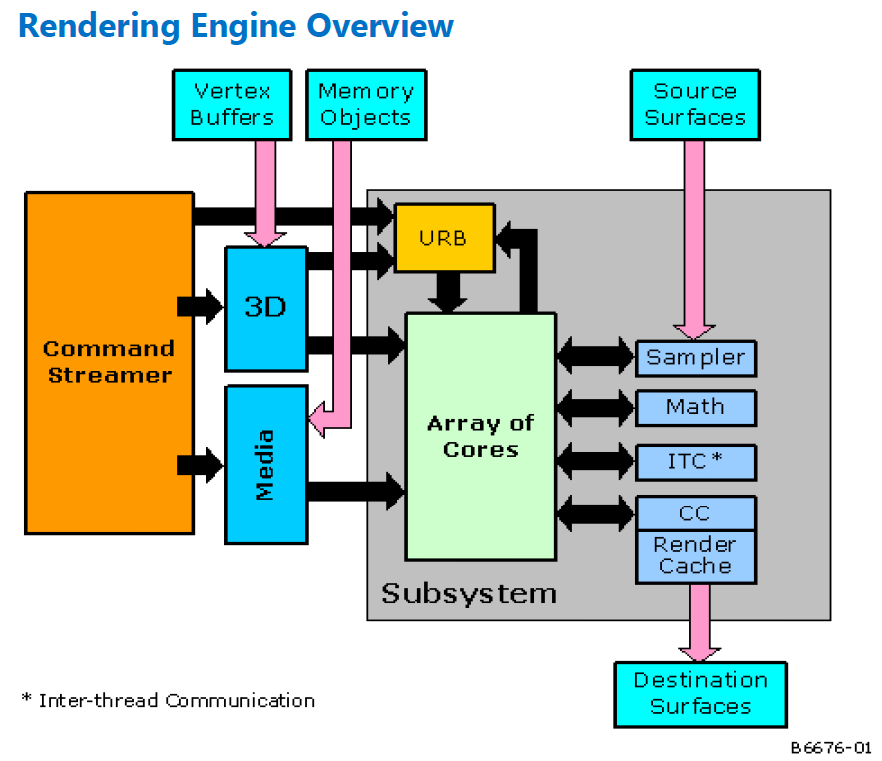 Rendering Engine Overview
Vertex
Buffers
Memory
Objects
Source
Surfaces
URB
3D
Command
Streamer
Sampler
Math
Array of
Cores
ITC *
Media
CC
Render
Cache
Subsystem
Destination
Surfaces
* Inter-thread Communication
B6676-01